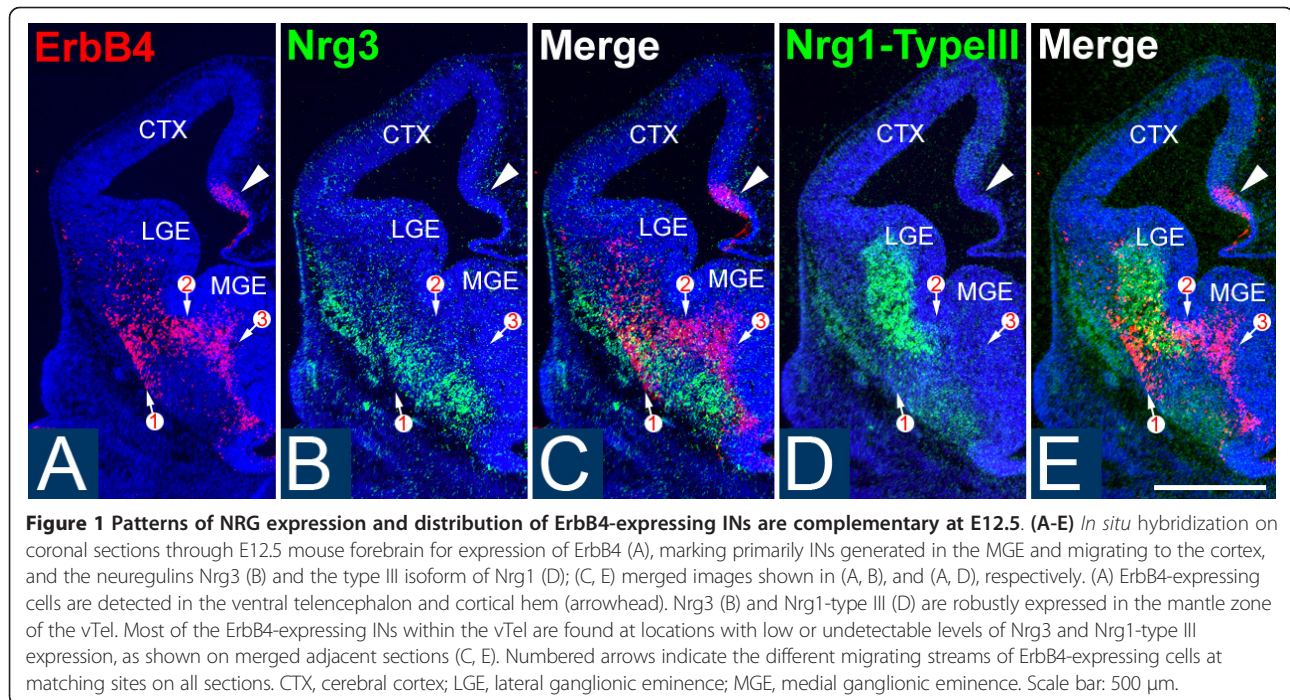 ErbB4 Nrg3 Merge Nrg1-TypeIII Merge
CTX CTX CTX CTX CTX
LGE LGE LGE LGE LGE
MGE MGE MGE MGE MGE
2 2 2 2 2
3 3 3 3 3
1 1 1 1 1
A B C D E
Figure 1 Patterns of NRG expression and distribution of ErbB4-expressing INs are complementary at E12.5. (A-E) In situ hybridization on
coronal sections through E12.5 mouse forebrain for expression of ErbB4 (A), marking primarily INs generated in the MGE and migrating to the cortex,
and the neuregulins Nrg3 (B) and the type III isoform of Nrg1 (D); (C, E) merged images shown in (A, B), and (A, D), respectively. (A) ErbB4-expressing
cells are detected in the ventral telencephalon and cortical hem (arrowhead). Nrg3 (B) and Nrg1-type III (D) are robustly expressed in the mantle zone
of the vTel. Most of the ErbB4-expressing INs within the vTel are found at locations with low or undetectable levels of Nrg3 and Nrg1-type III
expression, as shown on merged adjacent sections (C, E). Numbered arrows indicate the different migrating streams of ErbB4-expressing cells at
matching sites on all sections. CTX, cerebral cortex; LGE, lateral ganglionic eminence; MGE, medial ganglionic eminence. Scale bar: 500 μm.